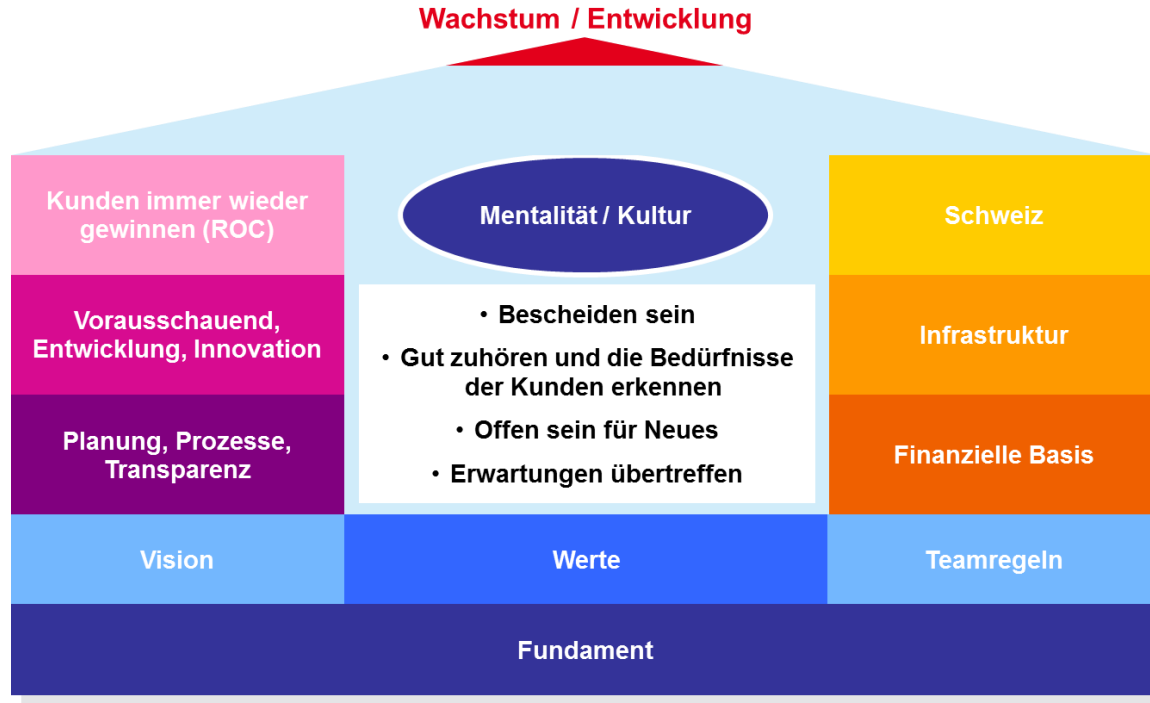 Wachstum / Entwicklung
Kunden immer wieder
gewinnen (ROC)
Vorausschauend,
Entwicklung, Innovation
Planung, Prozesse,
Transparenz
Mentalität / Kultur
• Bescheiden sein
• Gut zuhören und die Bedürfnisse
der Kunden erkennen
• Offen sein für Neues
• Erwartungen übertreffen
Schweiz
Infrastruktur
Finanzielle Basis
Vision
Werte
Teamregeln
Fundament